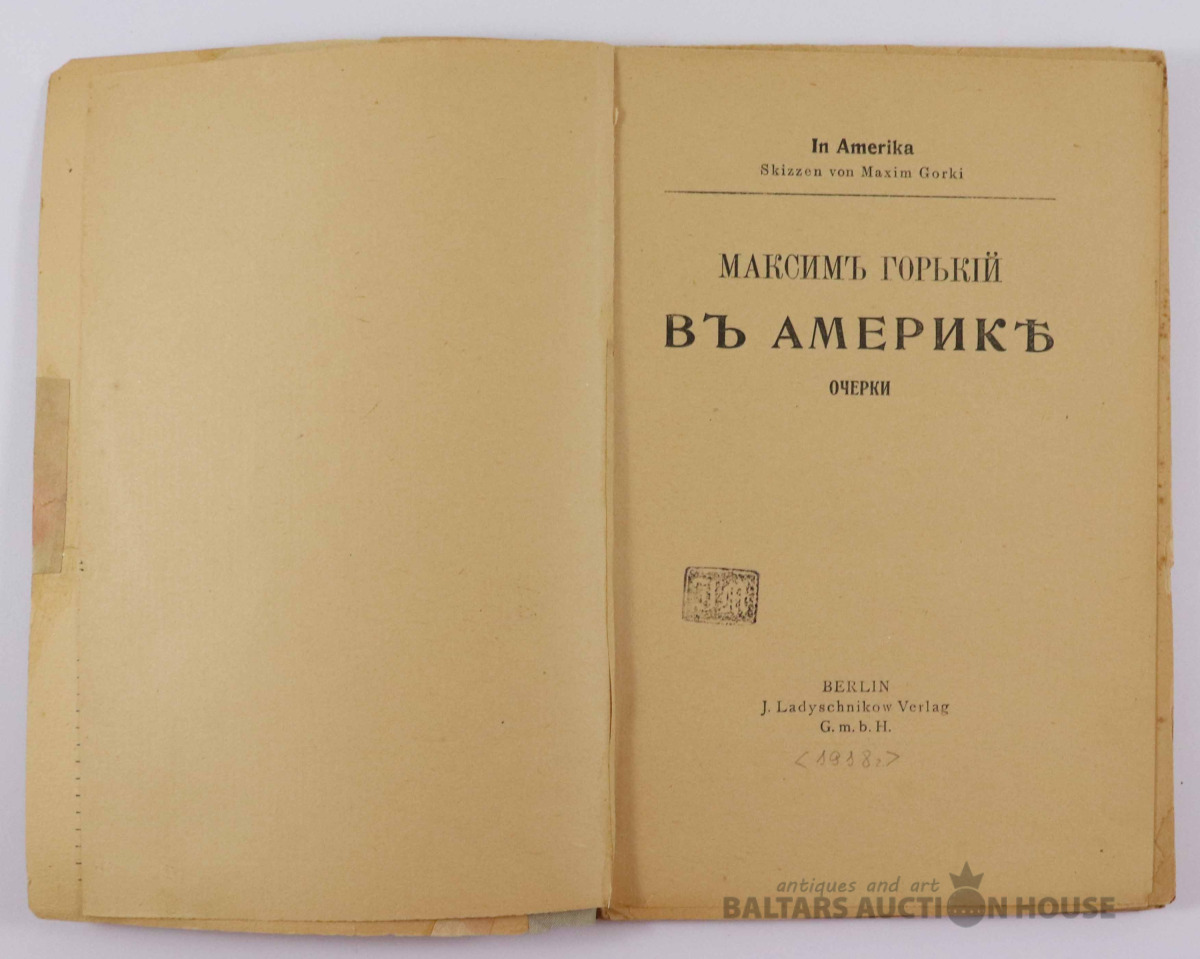 In Amerika
Skizzen von Maxim Gorki
МАКСИМЪ ГОРЬКІЙ
ВЪ АМЕРИКѢ
ОЧЕРКИ
BERLIN
J. Ladyschnikow Verlag
G. m. b. H.
<1918г>
antiques and art
BALTARS AUCTION HOUSE